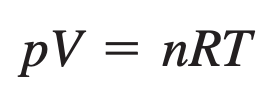 pV = nRT